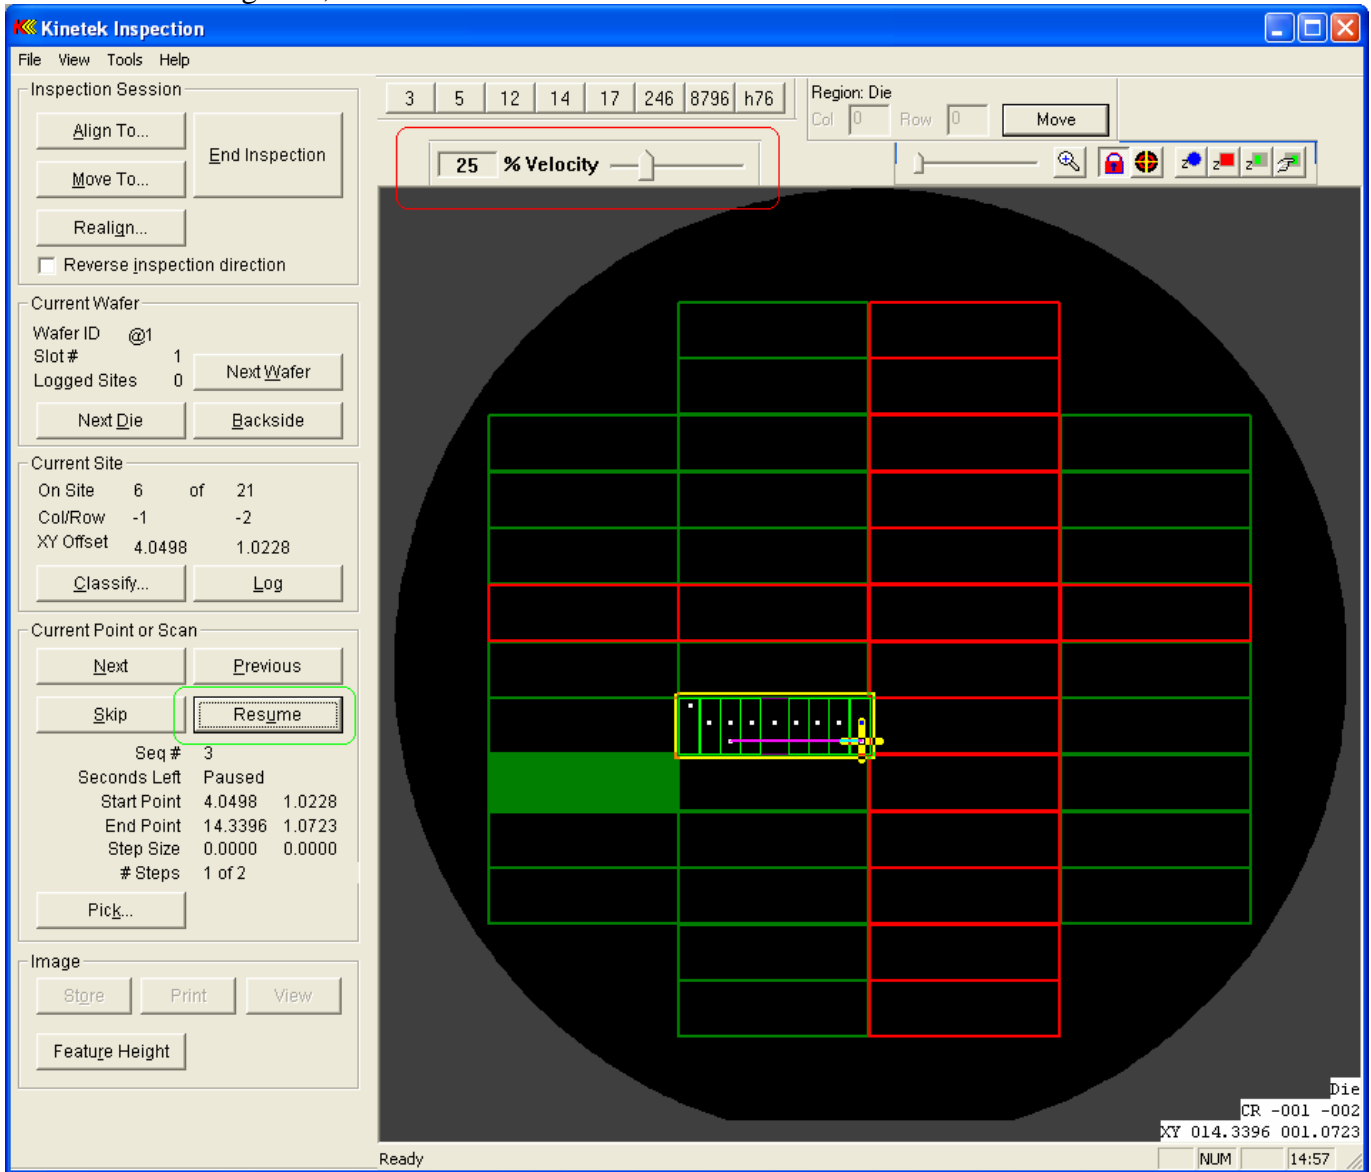 Kinetek Inspection
File View Tools Help
Inspection Session
Align To...
End Inspection
Move To...
Realign...
Reverse inspection direction
Current Wafer
Wafer ID @1
Slot # 1
Logged Sites 0
Next Wafer
Next Die Backside
Current Site
On Site 6 of 21
Col/Row -1 -2
XY Offset 4.0498 1.0228
Classify... Log
Current Point or Scan
Next Previous
Skip Resume
Seq # 3
Seconds Left Paused
Start Point 4.0498 1.0228
End Point 14.3396 1.0723
Step Size 0.0000 0.0000
# Steps 1 of 2
Pick...
Image
Store Print View
Feature Height
3 5 12 14 17 246 8796 h76
Region: Die
Col 0 Row 0 Move
25 % Velocity
z z z
Die
CR -001 -002
XY 014.3396 001.0723
Ready NUM 14:57